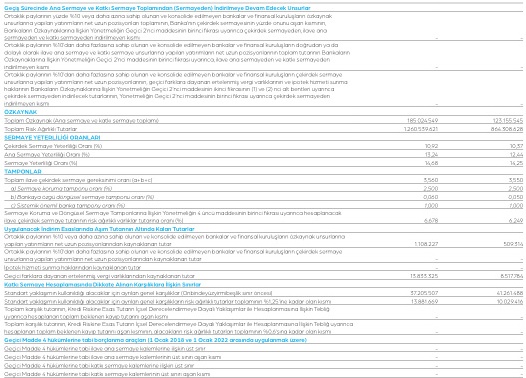 Geçiş Sürecinde Ana Sermaye ve Katkı Sermaye Toplamından (Sermayeden) İndirilmeye Devam Edecek Unsurlar
Ortaklık paylarının yüzde 10'u veya daha azına sahip olunan ve konsolide edilmeyen bankalar ve finansal kuruluşların özkaynak
unsurlarına yapılan yatırımların net uzun pozisyonları toplamının, Bankanın çekirdek sermayesinin yüzde onunu aşan kısmının,
Bankaların Özkaynaklarına İlişkin Yönetmeliğin Geçici 2'nci maddesinin birinci fıkrası uyarınca çekirdek sermayeden, ilave ana
sermayeden ve katkı sermayeden indirilmeyen kısmı – –
Ortaklık paylarının %10'dan daha fazlasına sahip olunan ve konsolide edilmeyen bankalar ve finansal kuruluşların doğrudan ya da
dolaylı olarak ilave ana sermaye ve katkı sermaye unsurlarına yapılan yatırımların net uzun pozisyonlarının toplam tutarının Bankaların
Özkaynaklarına İlişkin Yönetmeliğin Geçici 2'nci maddesinin birinci fıkrası uyarınca, ilave ana sermayeden ve katkı sermayeden
indirilmeyen kısmı – –
Ortaklık paylarının %10'dan daha fazlasına sahip olunan ve konsolide edilmeyen bankalar ve finansal kuruluşların çekirdek sermaye
unsurlarına yapılan yatırımların net uzun pozisyonlarının, geçici farklara dayanan ertelenmiş vergi varlıklarının ve ipotek hizmeti sunma
haklarının Bankaların Özkaynaklarına İlişkin Yönetmeliğin Geçici 2'nci maddesinin ikinci fıkrasının (1) ve (2) nci alt bentleri uyarınca
çekirdek sermayeden indirilecek tutarlarının, Yönetmeliğin Geçici 2 maddesinin birinci fıkrası uyarınca çekirdek sermayeden
indirilmeyen kısmı – –
ÖZKAYNAK
Toplam Özkaynak (Ana sermaye ve katkı sermaye toplamı) 185.024.549 123.155.545
Toplam Risk Ağırlıklı Tutarlar 1.260.539.621 864.308.628
SERMAYE YETERLİLİĞİ ORANLARI
Çekirdek Sermaye Yeterliliği Oranı (%) 10,92 10,37
Ana Sermaye Yeterliliği Oranı (%) 13,24 12,44
Sermaye Yeterliliği Oranı (%) 14,68 14,25
TAMPONLAR
Toplam ilave çekirdek sermaye gereksinimi oranı (a+b+c) 3,560 3,550
a) Sermaye koruma tamponu oranı (%) 2,500 2,500
b) Bankaya özgü döngüsel sermaye tamponu oranı (%) 0,060 0,050
c) Sistemik önemli banka tamponu oranı (%) 1,000 1,000
Sermaye Koruma ve Döngüsel Sermaye Tamponlarına İlişkin Yönetmeliğin 4 üncü maddesinin birinci fıkrası uyarınca hesaplanacak
ilave çekirdek sermaye tutarının risk ağırlıklı varlıklar tutarına oranı (%) 6,678 6,249
Uygulanacak İndirim Esaslarında Aşım Tutarının Altında Kalan Tutarlar
Ortaklık paylarının %10'u veya daha azına sahip olunan ve konsolide edilmeyen bankalar ve finansal kuruluşların özkaynak unsurlarına
yapılan yatırımların net uzun pozisyonlarından kaynaklanan tutar 1.108.227 509.314
Ortaklık paylarının %10'dan daha fazlasına sahip olunan ve konsolide edilmeyen bankalar ve finansal kuruluşların çekirdek sermaye
unsurlarına yapılan yatırımların net uzun pozisyonlarından kaynaklanan tutar – –
İpotek hizmeti sunma haklarından kaynaklanan tutar – –
Geçici farklara dayanan ertelenmiş vergi varlıklarından kaynaklanan tutar 13.833.325 8.517.786
Katkı Sermaye Hesaplamasında Dikkate Alınan Karşılıklara İlişkin Sınırlar
Standart yaklaşımın kullanıldığı alacaklar için ayrılan genel karşılıklar (Onbindeyüzyirmibeşlik sınır öncesi) 37.205.507 41.261.488
Standart yaklaşımın kullanıldığı alacaklar için ayrılan genel karşılıkların risk ağırlıklı tutarlar toplamının %1,25'ine kadar olan kısmı 13.881.669 10.029.416
Toplam karşılık tutarının, Kredi Riskine Esas Tutarın İçsel Derecelendirmeye Dayalı Yaklaşımlar ile Hesaplanmasına İlişkin Tebliğ
uyarınca hesaplanan toplam beklenen kayıp tutarını aşan kısmı – –
Toplam karşılık tutarının, Kredi Riskine Esas Tutarın İçsel Derecelendirmeye Dayalı Yaklaşımlar ile Hesaplanmasına İlişkin Tebliğ uyarınca
hesaplanan toplam beklenen kayıp tutarını aşan kısmının, alacakların risk ağırlıklı tutarları toplamının %0,6'sına kadar olan kısmı – –
Geçici Madde 4 hükümlerine tabi borçlanma araçları (1 Ocak 2018 ve 1 Ocak 2022 arasında uygulanmak üzere)
Geçici Madde 4 hükümlerine tabi ilave ana sermaye kalemlerine ilişkin üst sınır – –
Geçici Madde 4 hükümlerine tabi ilave ana sermaye kalemlerinin üst sınırı aşan kısmı – –
Geçici Madde 4 hükümlerine tabi katkı sermaye kalemlerine ilişkin üst sınır – –
Geçici Madde 4 hükümlerine tabi katkı sermaye kalemlerinin üst sınırı aşan kısmı – –